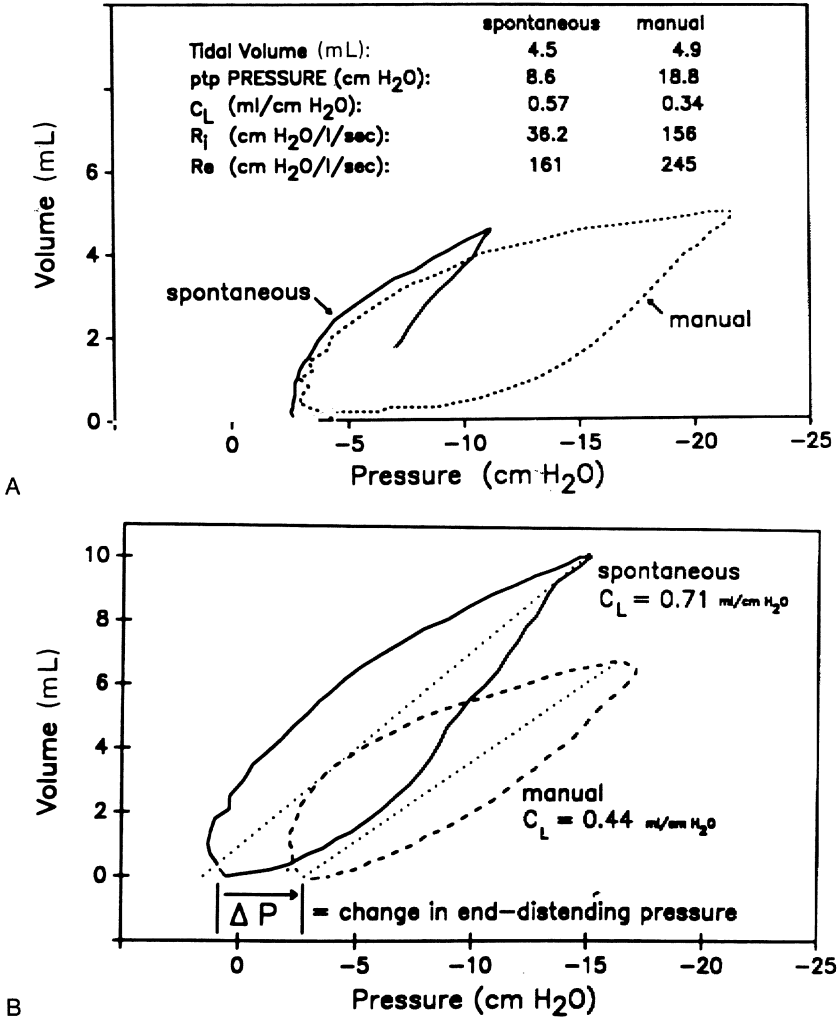 spontaneous manual
Tidal Volume (mL): 4.5 4.9
ptp PRESSURE (cm H2O): 8.6 18.8
CL (ml/cm H2O): 0.57 0.34
Ri (cm H2O/l/sec): 36.2 156
Re (cm H2O/l/sec): 161 245
Volume (mL)
6
4
2
0
spontaneous
manual
0 -5 -10 -15 -20 -25
Pressure (cm H2O)
A
Volume (mL)
10
8
6
4
2
0
spontaneous
CL = 0.71 ml/cm H2O
manual
CL = 0.44 ml/cm H2O
ΔP = change in end-distending pressure
0 -5 -10 -15 -20 -25
Pressure (cm H2O)
B